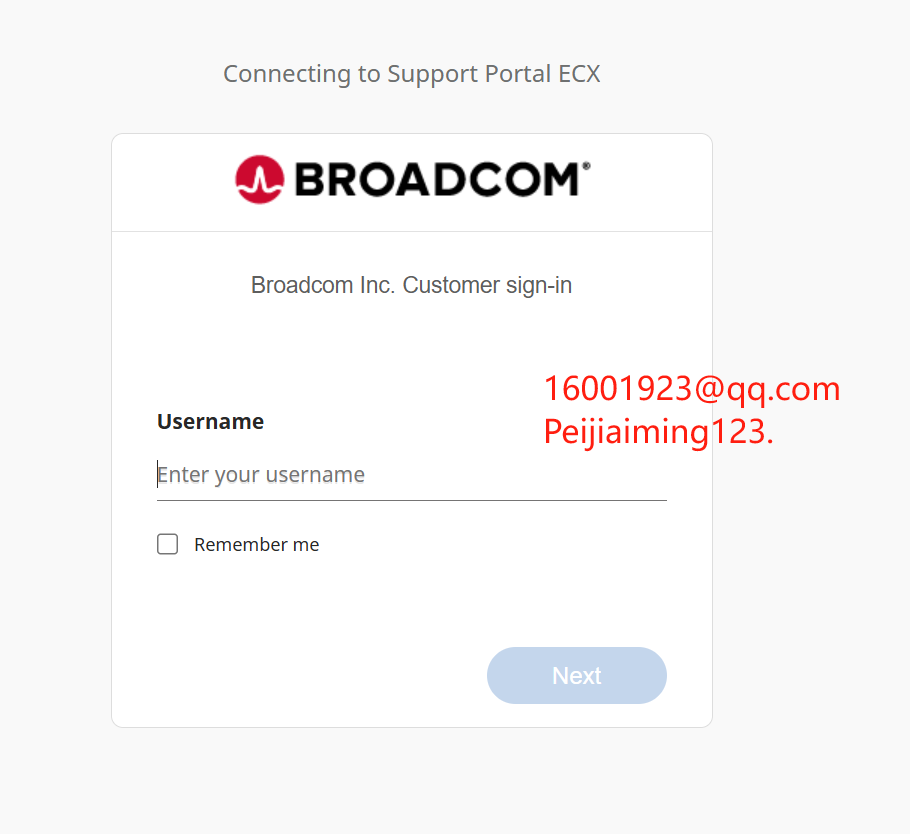 Connecting to Support Portal ECX
BROADCOM®
Broadcom Inc. Customer sign-in
16001923@qq.com
Username
Peijiaiming123.
Enter your username
Remember me
Next